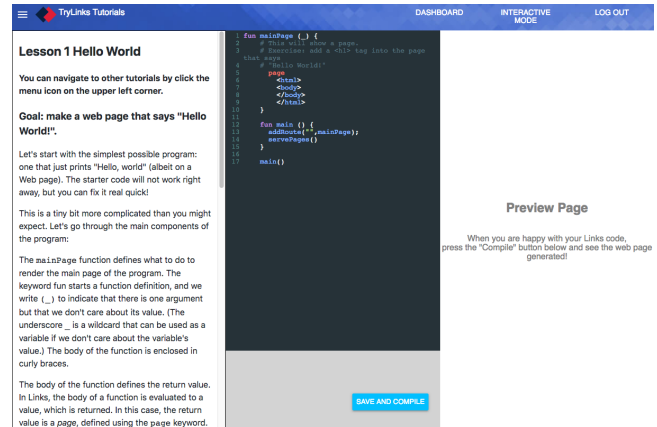 TryLinks Tutorials
DASHBOARD
INTERACTIVE
MODE
LOG OUT
Lesson 1 Hello World
You can navigate to other tutorials by click the
menu icon on the upper left corner.
Goal: make a web page that says "Hello
World!".
Let's start with the simplest possible program:
one that just prints "Hello, world" (albeit on a
Web page). The starter code will not work right
away, but you can fix it real quick!
This is a tiny bit more complicated than you might
expect. Let's go through the main components of
the program:
The mainPage function defines what to do to
render the main page of the program. The
keyword fun starts a function definition, and we
write (_) to indicate that there is one argument
but that we don't care about its value. (The
underscore _ is a wildcard that can be used as a
variable if we don't care about the variable's
value.) The body of the function is enclosed in
curly braces.
The body of the function defines the return value.
In Links, the body of a function is evaluated to a
value, which is returned. In this case, the return
value is a page, defined using the page keyword.
1 fun mainPage (_) {
2 # This will show a page.
3 # Exercise: add a <h1> tag into the page
that says
4 # "Hello World!"
5 page
6 <html>
7 <body>
8 </body>
9 </html>
10 }
11
12 fun main () {
13 addRoute("",mainPage);
14 servePages()
15 }
16
17 main()
SAVE AND COMPILE
Preview Page
When you are happy with your Links code,
press the "Compile" button below and see the web page
generated!